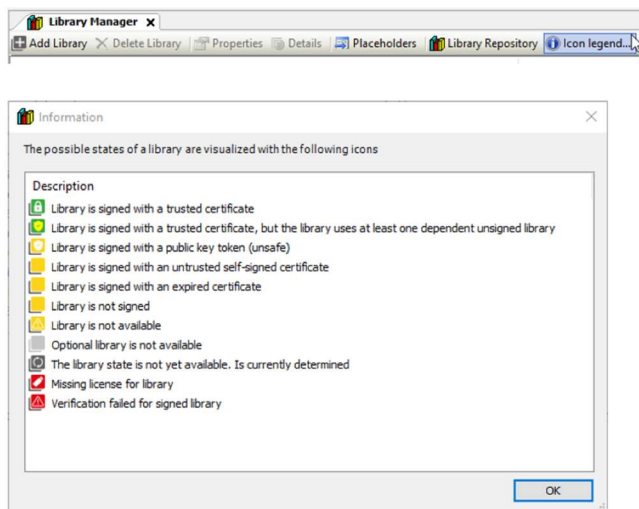 Library Manager X
Add Library Delete Library Properties Details Placeholders Library Repository Icon legend...
Information
The possible states of a library are visualized with the following icons
Description
Library is signed with a trusted certificate
Library is signed with a trusted certificate, but the library uses at least one dependent unsigned library
Library is signed with a public key token (unsafe)
Library is signed with an untrusted self-signed certificate
Library is signed with an expired certificate
Library is not signed
Library is not available
Optional library is not available
The library state is not yet available. Is currently determined
Missing license for library
Verification failed for signed library
OK